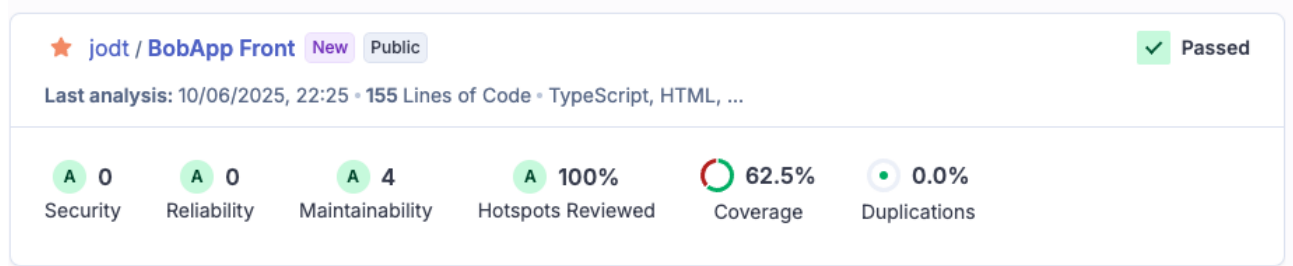 jodt / BobApp Front New Public Passed
Last analysis: 10/06/2025, 22:25 • 155 Lines of Code • TypeScript, HTML, ...
A 0 A 0 A 4 A 100% 62.5% 0.0%
Security Reliability Maintainability Hotspots Reviewed Coverage Duplications